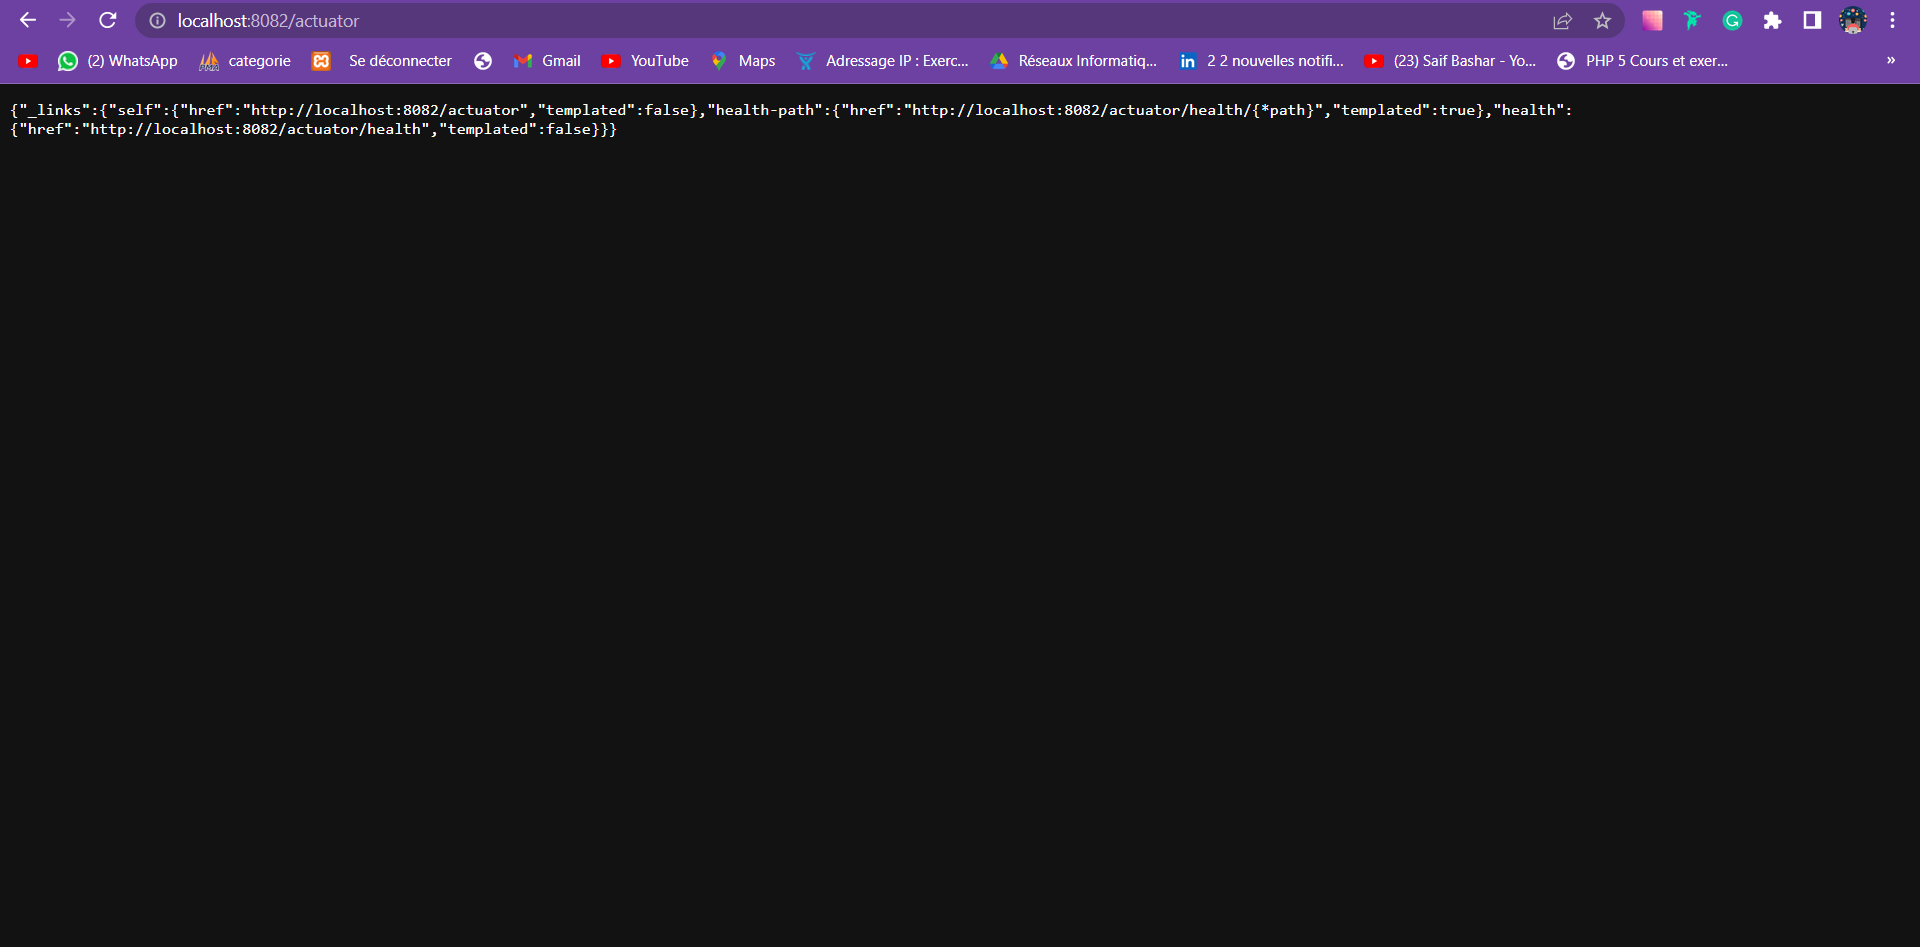 localhost:8082/actuator
(2) WhatsApp categorie Se déconnecter Gmail YouTube Maps Adressage IP : Exerc... Réseaux Informatiq... 2 2 nouvelles notifi... (23) Saif Bashar - Yo... PHP 5 Cours et exer... »
{"_links":{"self":{"href":"http://localhost:8082/actuator","templated":false},"health-path":{"href":"http://localhost:8082/actuator/health/{*path}","templated":true},"health":
{"href":"http://localhost:8082/actuator/health","templated":false}}}